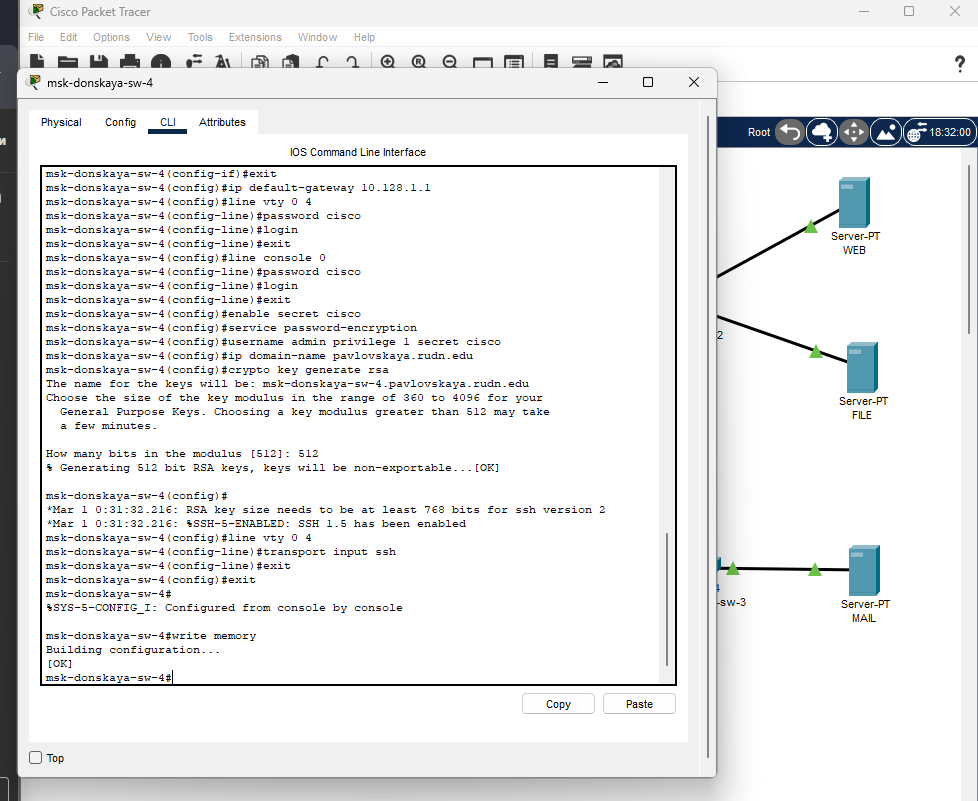 Cisco Packet Tracer
File Edit Options View Tools Extensions Window Help
?
msk-donskaya-sw-4
Physical Config CLI Attributes
IOS Command Line Interface
msk-donskaya-sw-4(config-if)#exit
msk-donskaya-sw-4(config)#ip default-gateway 10.128.1.1
msk-donskaya-sw-4(config)#line vty 0 4
msk-donskaya-sw-4(config-line)#password cisco
msk-donskaya-sw-4(config-line)#login
msk-donskaya-sw-4(config-line)#exit
msk-donskaya-sw-4(config)#line console 0
msk-donskaya-sw-4(config-line)#password cisco
msk-donskaya-sw-4(config-line)#login
msk-donskaya-sw-4(config-line)#exit
msk-donskaya-sw-4(config)#enable secret cisco
msk-donskaya-sw-4(config)#service password-encryption
msk-donskaya-sw-4(config)#username admin privilege 1 secret cisco
msk-donskaya-sw-4(config)#ip domain-name pavlovskaya.rudn.edu
msk-donskaya-sw-4(config)#crypto key generate rsa
The name for the keys will be: msk-donskaya-sw-4.pavlovskaya.rudn.edu
Choose the size of the key modulus in the range of 360 to 4096 for your
General Purpose Keys. Choosing a key modulus greater than 512 may take
a few minutes.
How many bits in the modulus [512]: 512
% Generating 512 bit RSA keys, keys will be non-exportable...[OK]
msk-donskaya-sw-4(config)#
*Mar 1 0:31:32.216: RSA key size needs to be at least 768 bits for ssh version 2
*Mar 1 0:31:32.216: %SSH-5-ENABLED: SSH 1.5 has been enabled
msk-donskaya-sw-4(config)#line vty 0 4
msk-donskaya-sw-4(config-line)#transport input ssh
msk-donskaya-sw-4(config-line)#exit
msk-donskaya-sw-4(config)#exit
msk-donskaya-sw-4#
%SYS-5-CONFIG_I: Configured from console by console
msk-donskaya-sw-4#write memory
Building configuration...
[OK]
msk-donskaya-sw-4#
Copy Paste
Top
Root 18:32:00
Server-PT
WEB
2
Server-PT
FILE
-sw-3
Server-PT
MAIL